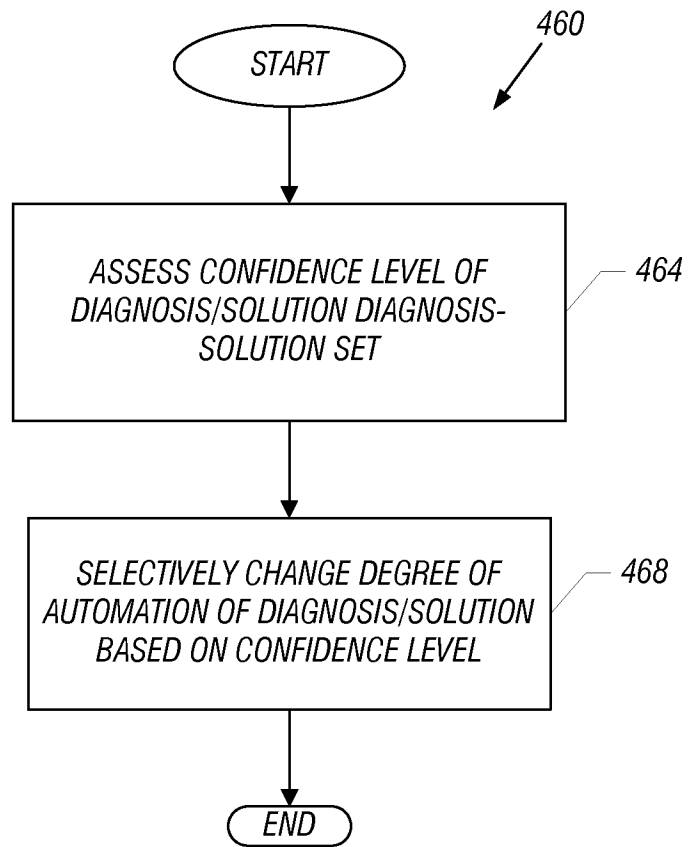 START
460
ASSESS CONFIDENCE LEVEL OF
DIAGNOSIS/SOLUTION DIAGNOSIS-
SOLUTION SET
464
SELECTIVELY CHANGE DEGREE OF
AUTOMATION OF DIAGNOSIS/SOLUTION
BASED ON CONFIDENCE LEVEL
468
END